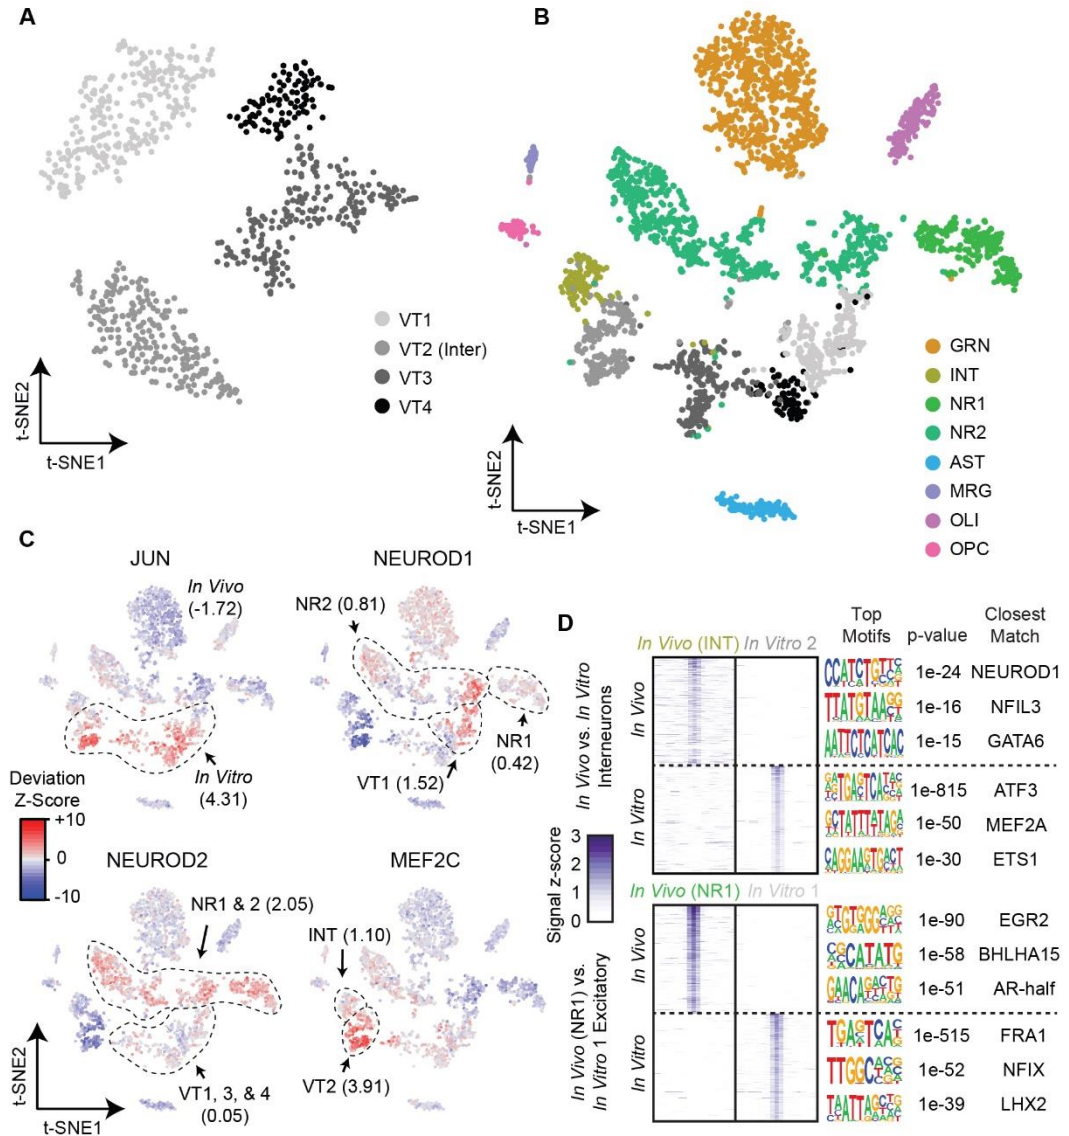 A
VT1
VT2 (Inter)
VT3
VT4
t-SNE2
t-SNE1
B
GRN
INT
NR1
NR2
AST
MRG
OLI
OPC
t-SNE2
t-SNE1
C
JUN
In Vivo
(-1.72)
In Vitro
(4.31)
Deviation
Z-Score
+10
0
-10
NEUROD1
NR2 (0.81)
NR1
(0.42)
VT1 (1.52)
NEUROD2
NR1 & 2 (2.05)
VT1, 3, & 4
(0.05)
MEF2C
INT (1.10)
VT2 (3.91)
t-SNE2
t-SNE1
D
In Vivo (INT) In Vitro 2
Top
Motifs
p-value
Closest
Match
In Vivo vs. In Vitro
Interneurons
In Vivo
In Vitro
1e-24 NEUROD1
1e-16 NFIL3
1e-15 GATA6
1e-815 ATF3
1e-50 MEF2A
1e-30 ETS1
Signal z-score
3
2
1
0
In Vivo (NR1) In Vitro 1
In Vivo (NR1) vs.
In Vitro 1 Excitatory
In Vivo
In Vitro
1e-90 EGR2
1e-58 BHLHA15
1e-51 AR-half
1e-515 FRA1
1e-52 NFIX
1e-39 LHX2